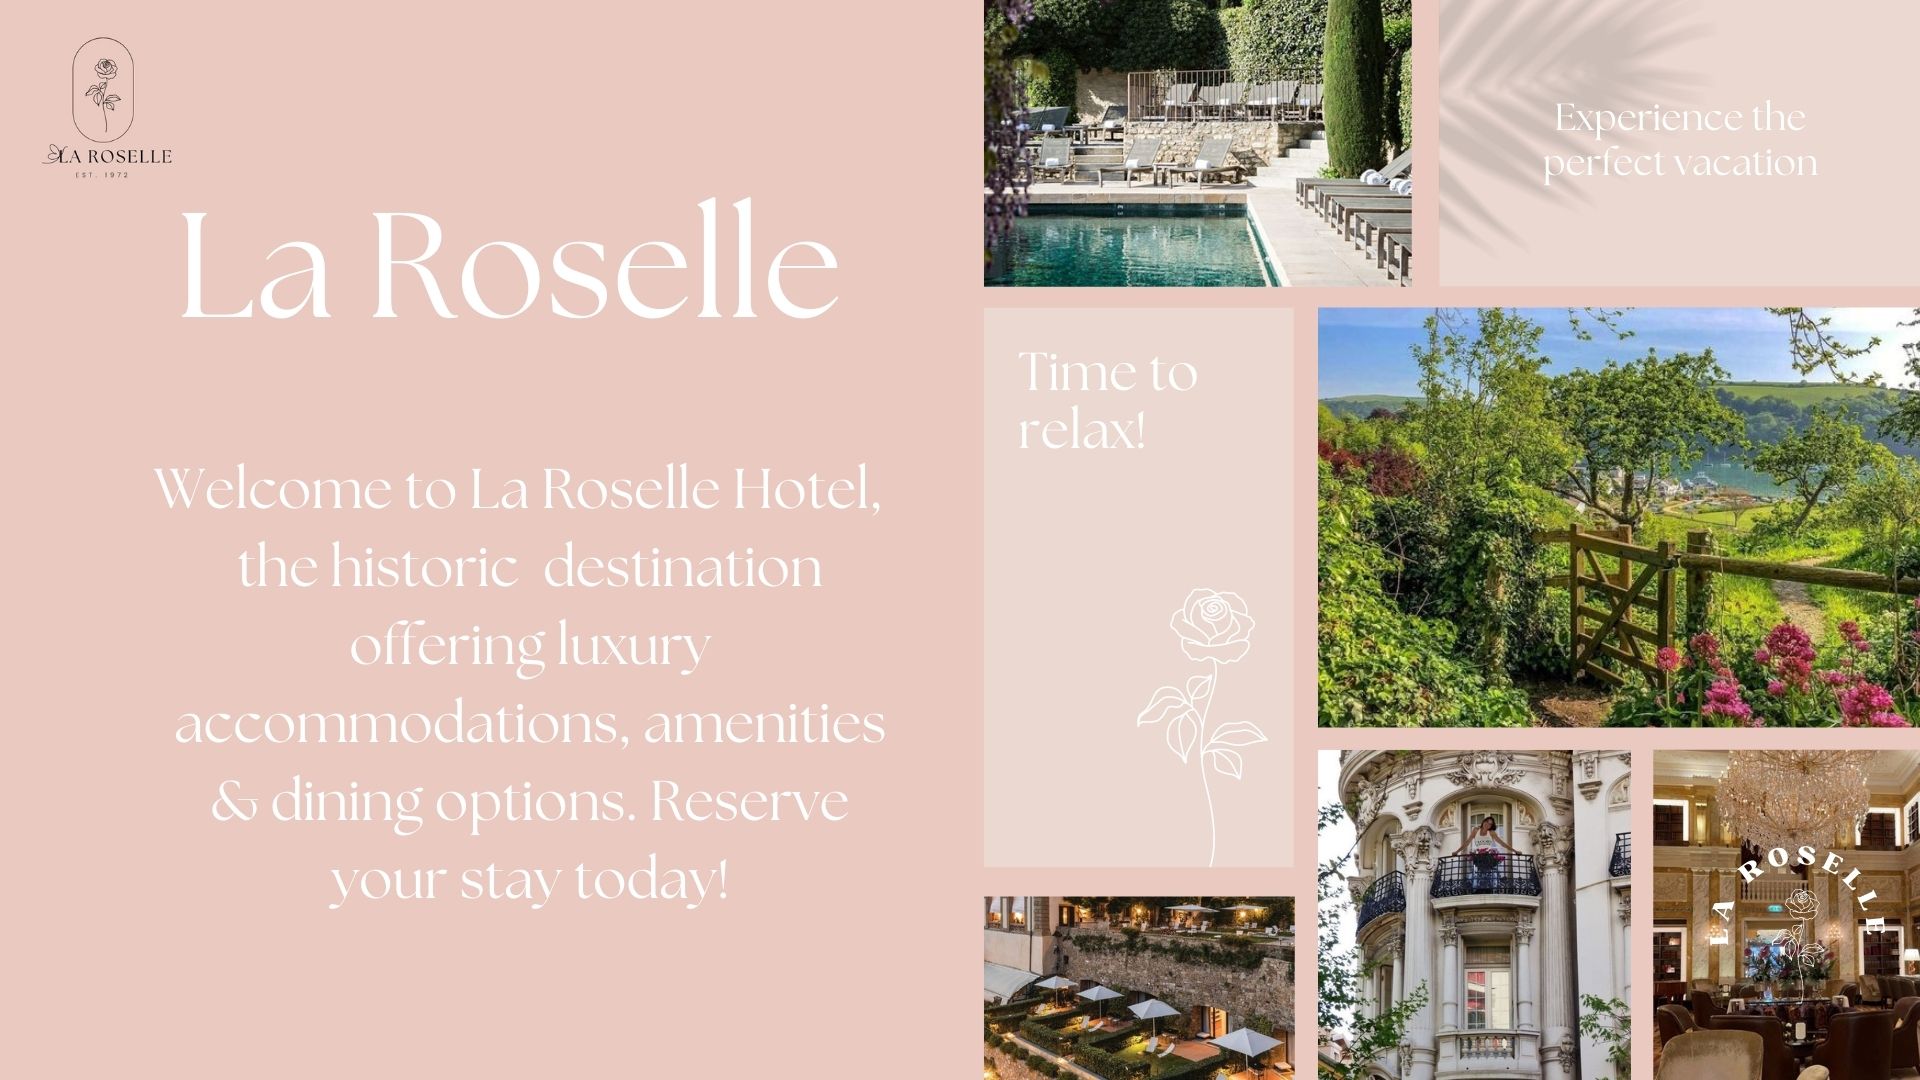 LA ROSELLE
EST. 1972
La Roselle
Welcome to La Roselle Hotel,
the historic destination
offering luxury
accommodations, amenities
& dining options. Reserve
your stay today!
Experience the
perfect vacation
Time to
relax!
LA ROSELLE